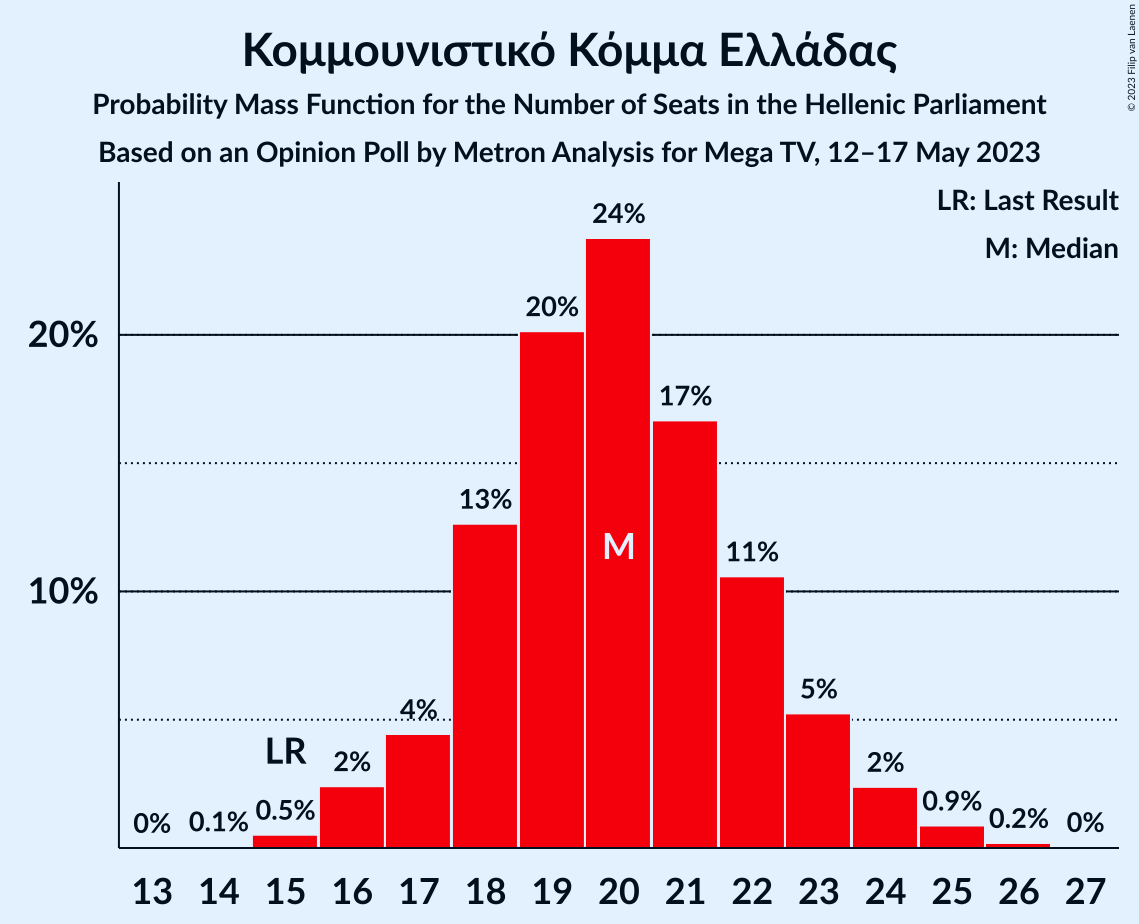 Κομμουνιστικό Κόμμα Ελλάδας
Probability Mass Function for the Number of Seats in the Hellenic Parliament
Based on an Opinion Poll by Metron Analysis for Mega TV, 12–17 May 2023
© 2023 Filip van Laenen
LR: Last Result
M: Median
24%
20%
20%
17%
13%
M
11%
10%
4%
5%
LR
2%
2%
0%
0.1%
0.5%
0.9%
0.2%
0%
13 14 15 16 17 18 19 20 21 22 23 24 25 26 27